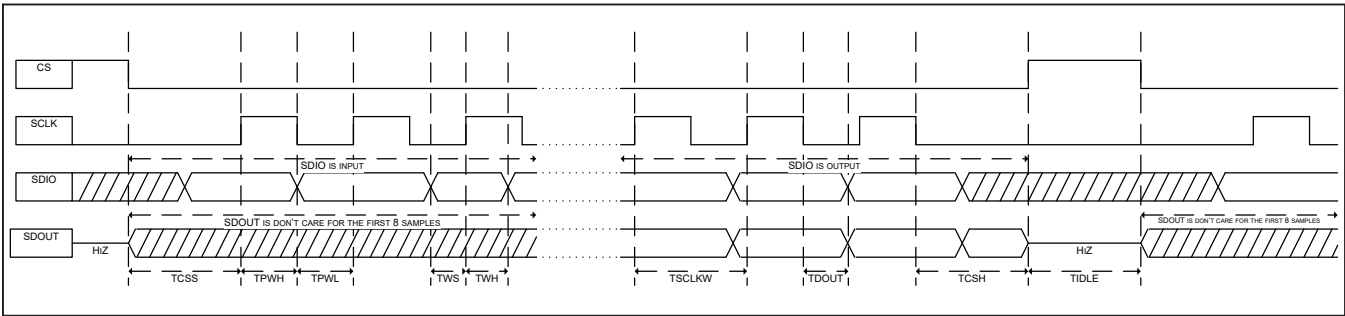 CS
SCLK
SDIO IS INPUT
SDIO IS OUTPUT
SDIO
SDOUT IS DON'T CARE FOR THE FIRST 8 SAMPLES
SDOUT IS DON'T CARE FOR THE FIRST 8 SAMPLES
SDOUT
HIZ
HIZ
TCSS
TPWH
TPWL
TWS
TWH
TSCLKW
TDOUT
TCSH
TIDLE